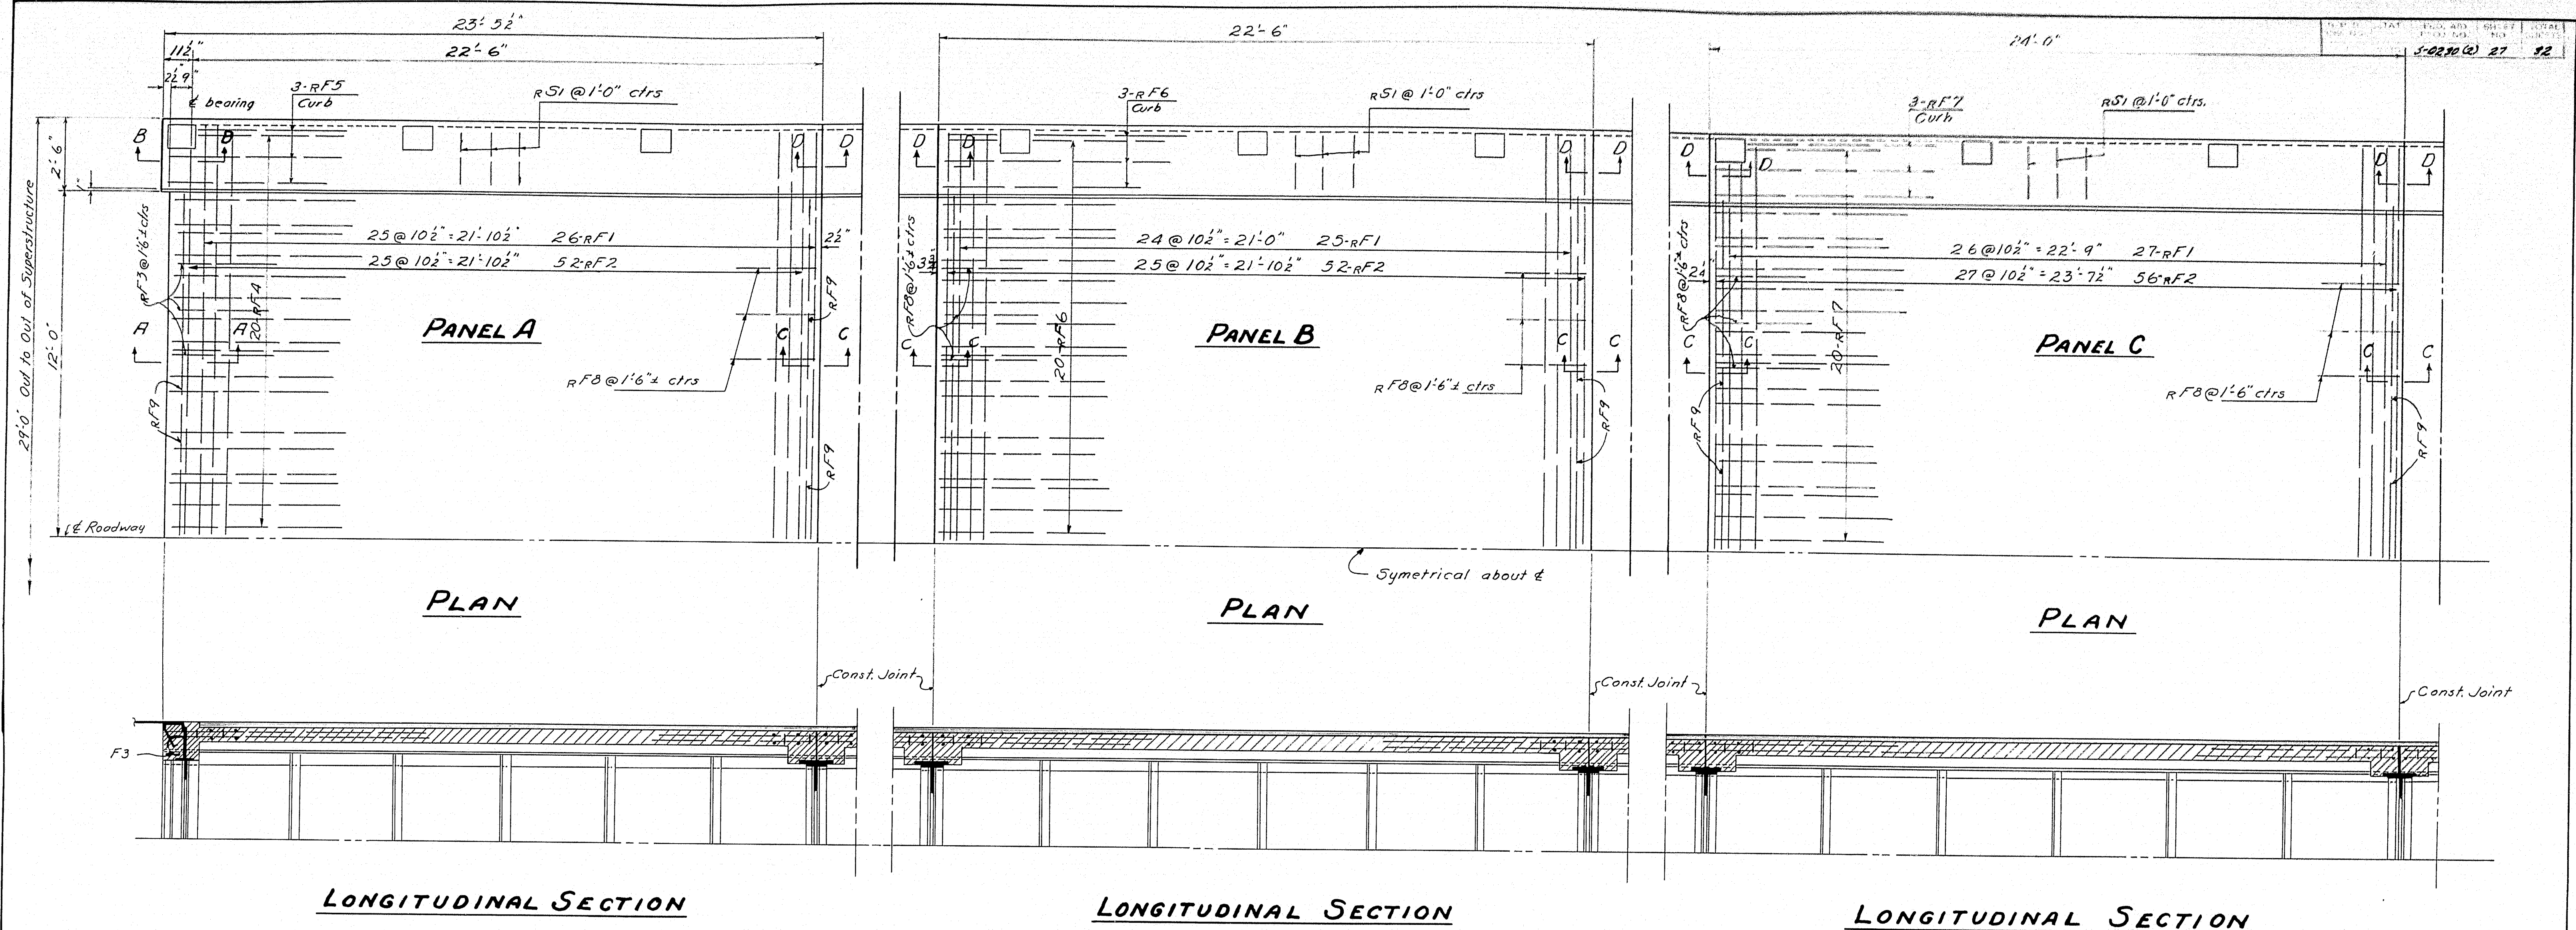 S-0290(2) 27 32
23'-5½"
11½" 22'-6"
2½" 9"
₵ bearing
3-RF5
Curb
RS1 @ 1'-0" ctrs
B B D D
2'-6"
1"
29'-0" Out to Out of Superstructure
12'-0"
RF3@1'-6"± ctrs
25@10½"=21'-10½" 26-RF1 2½"
25@10½"=21'-10½" 52-RF2
20-RF4
A A
PANEL A
RF9
C C
RF8@1'-6"± ctrs
RF9
RF9
₵ Roadway
PLAN
22'-6"
3-RF6
Curb
RS1 @ 1'-0" ctrs
D D D D
RF8@1'-6"± ctrs
24@10½"=21'-0" 25-RF1
25@10½"=21'-10½" 52-RF2
20-RF6
C C
PANEL B
C C
RF8@1'-6"± ctrs
RF9
Symetrical about ₵
PLAN
24'-0"
3-RF7
Curb
RS1 @1'-0" ctrs.
D D D D
RF8@1'-6"± ctrs
26@10½"=22'-9" 27-RF1
27@10½"=23'-7½" 56-RF2
20-RF7
C C
PANEL C
C C
RF8@1'-6" ctrs
RF9
RF9
PLAN
Const. Joint
Const. Joint
Const. Joint
F3
LONGITUDINAL SECTION
LONGITUDINAL SECTION
LONGITUDINAL SECTION